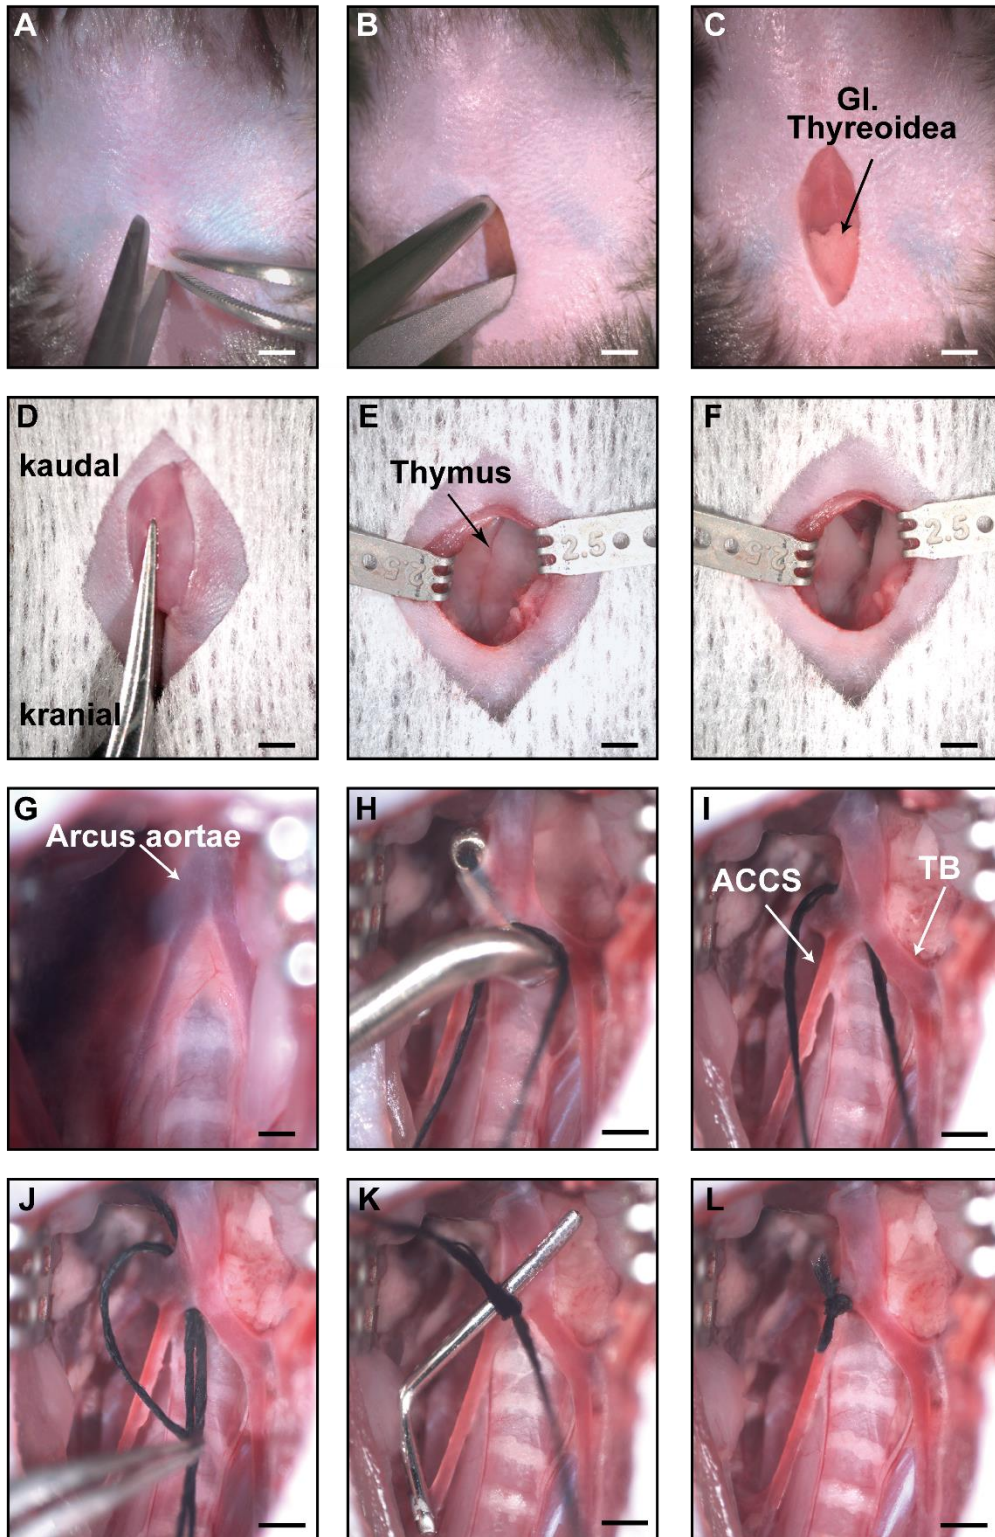 A
B
C
Gl.
Thyreoidea
D
kaudal
kranial
E
Thymus
2.5
2.5
F
2.5
2.5
G
Arcus aortae
H
I
ACCS
TB
J
K
L